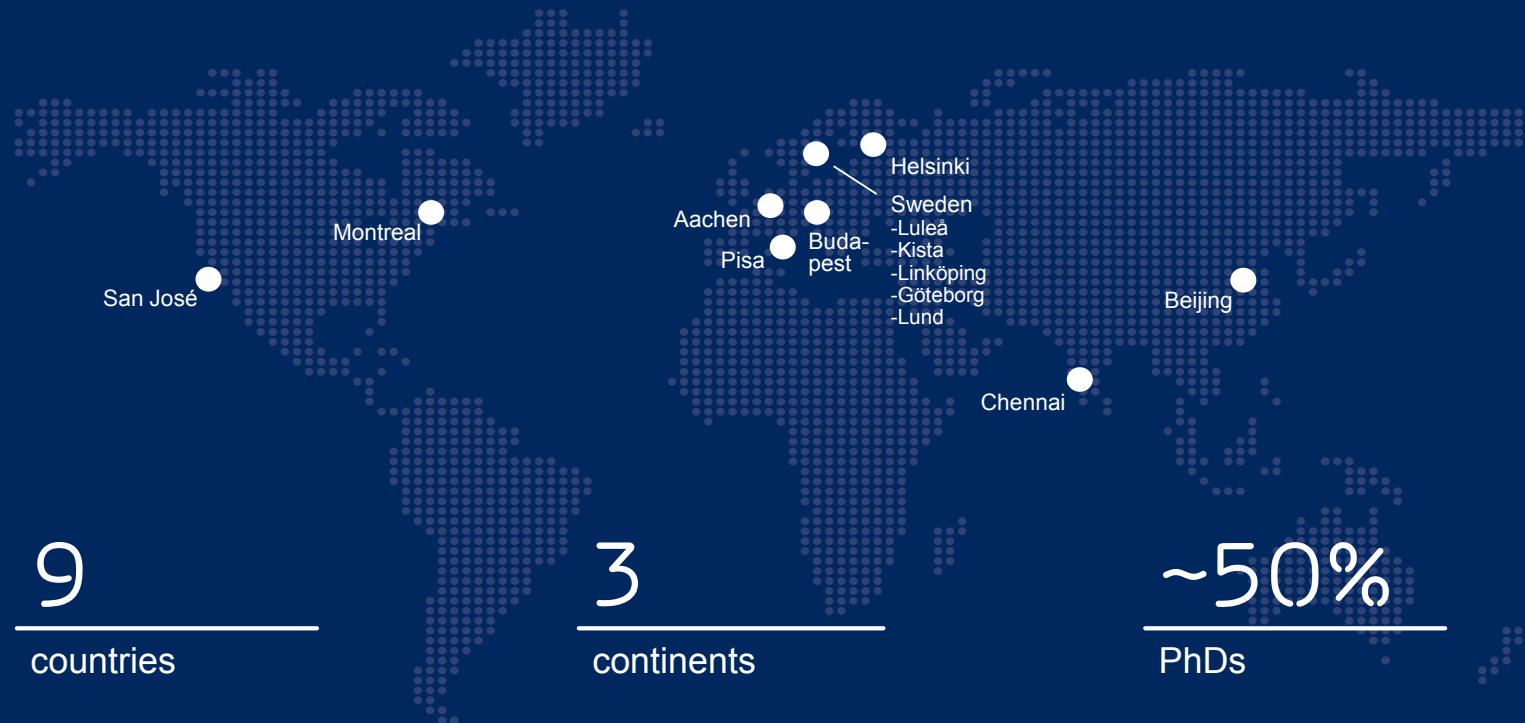 Helsinki
Sweden
-Luleå
-Kista
-Linköping
-Göteborg
-Lund
Aachen
Buda-
pest
Pisa
Montreal
San José
Beijing
Chennai
9
countries
3
continents
~50%
PhDs